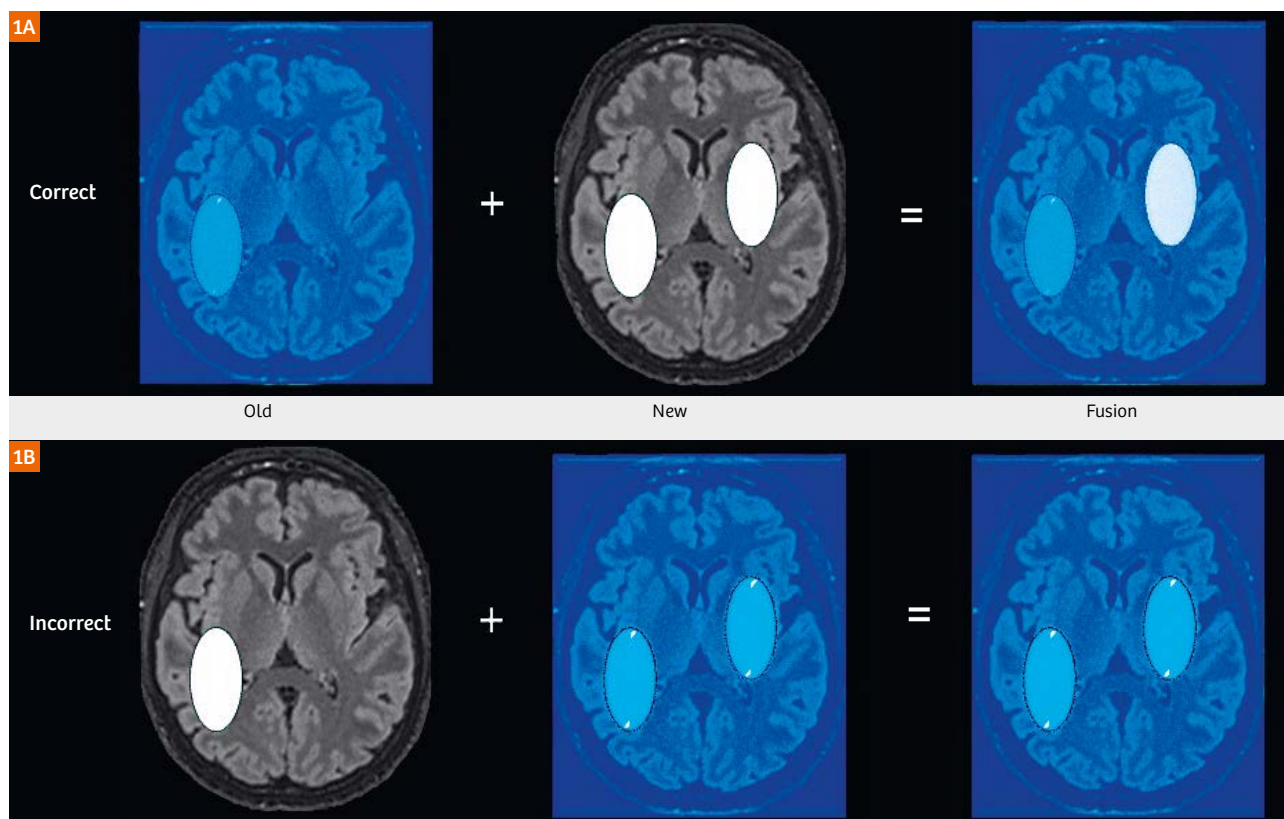 1A
Correct
+
=
Old
New
Fusion
1B
Incorrect
+
=